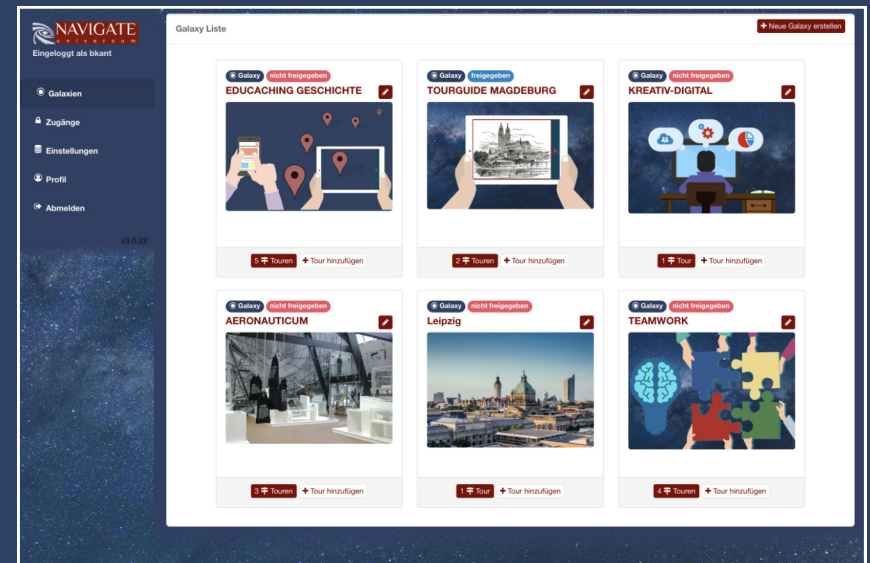 NAVIGATE
universum
Eingeloggt als bkant
Galaxien
Zugänge
Einstellungen
Profil
Abmelden
v3.0.22
Galaxy Liste
+ Neue Galaxy erstellen
Galaxy nicht freigegeben
EDUCACHING GESCHICHTE
5 Touren + Tour hinzufügen
Galaxy freigegeben
TOURGUIDE MAGDEBURG
2 Touren + Tour hinzufügen
Galaxy nicht freigegeben
KREATIV-DIGITAL
1 Tour + Tour hinzufügen
Galaxy nicht freigegeben
AERONAUTICUM
3 Touren + Tour hinzufügen
Galaxy nicht freigegeben
Leipzig
1 Tour + Tour hinzufügen
Galaxy nicht freigegeben
TEAMWORK
4 Touren + Tour hinzufügen